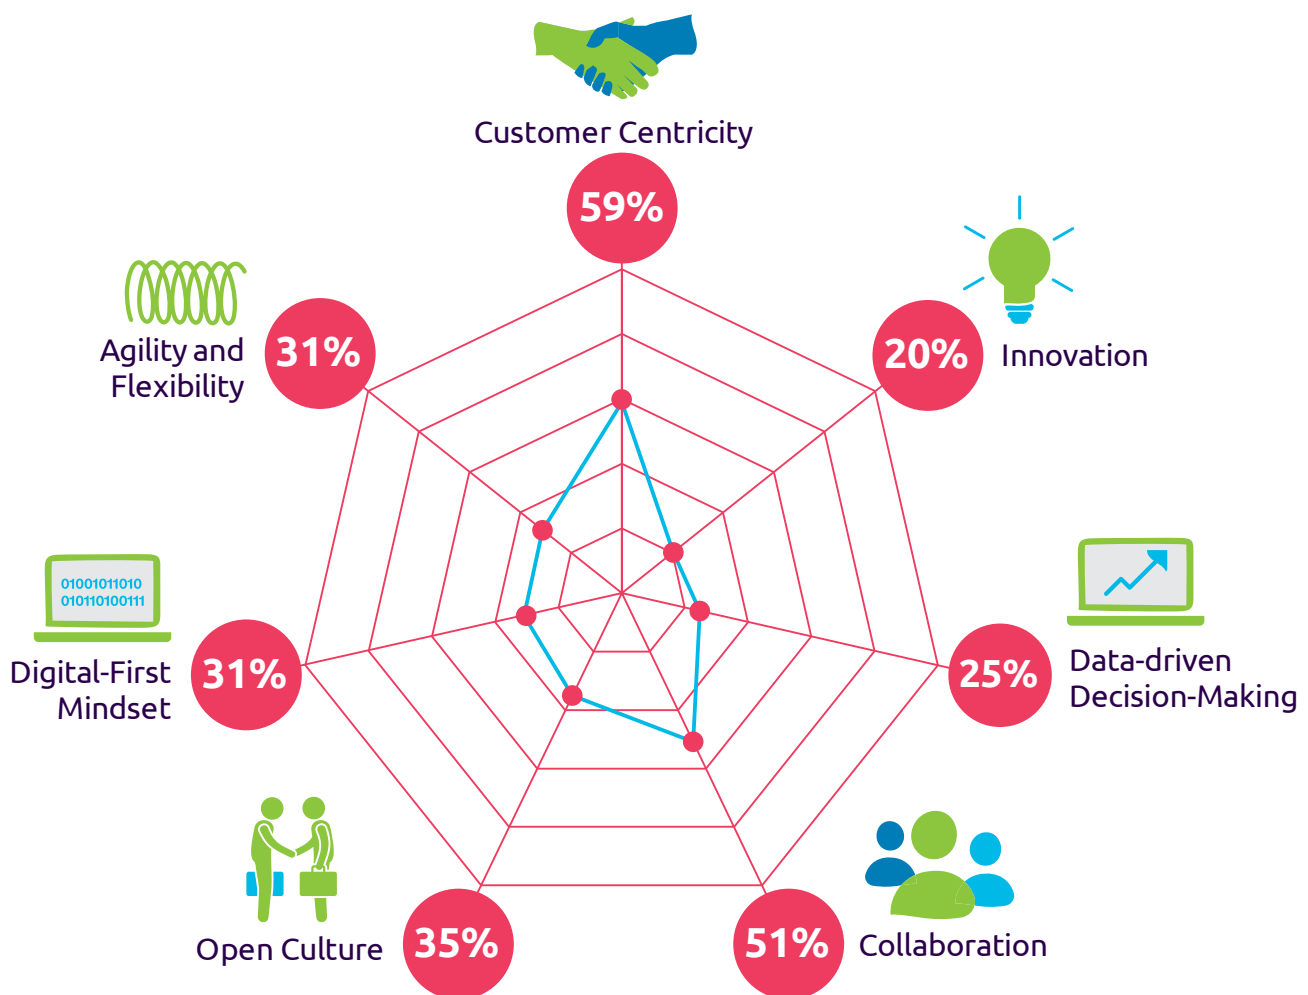 Customer Centricity
59%
20%
Innovation
31%
Agility and
Flexibility
01001011010
010110100111
31%
Digital-First
Mindset
25%
Data-driven
Decision-Making
35%
Open Culture
51%
Collaboration